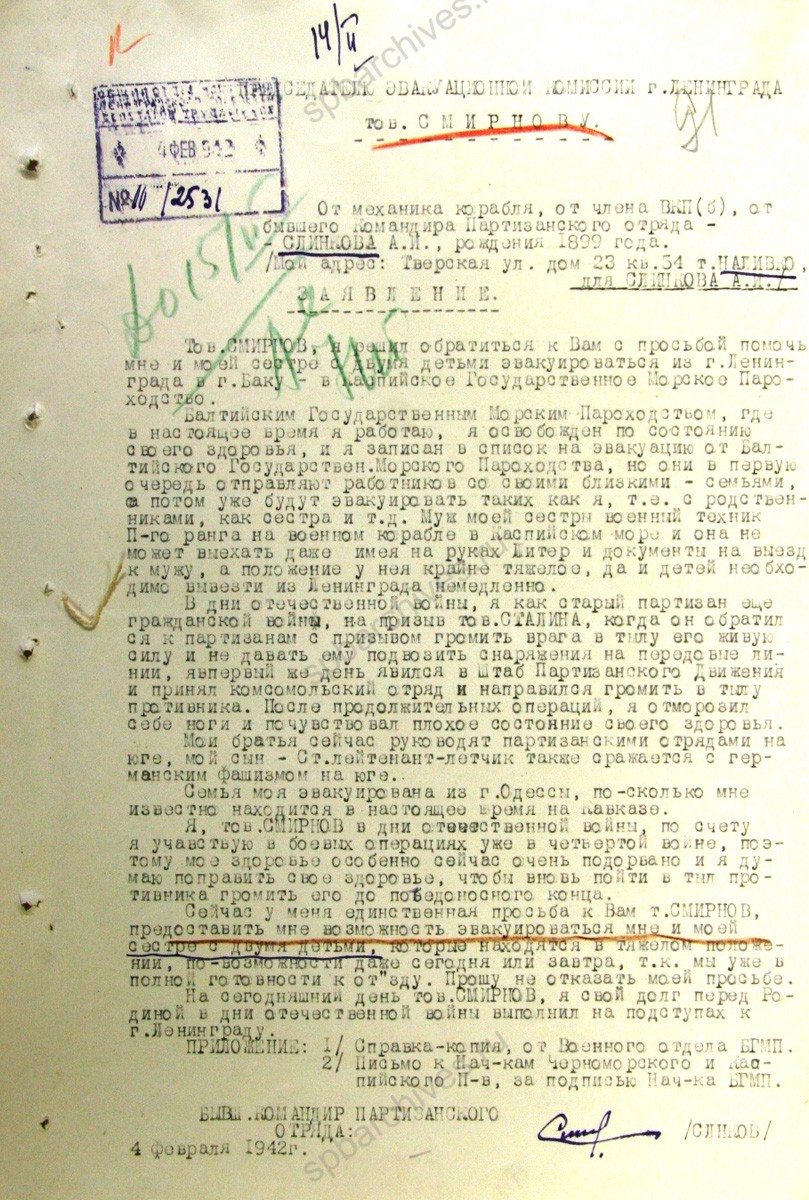 14/II
ПРЕДСЕДАТЕЛЮ ЭВАКУАЦИОННОЙ КОМИССИИ г.ЛЕНИНГРАДА
тов. СМИРНОВУ.
4 ФЕВ 942
№ 10/2531
От механика корабля, от члена ВКП(б), от
бывшего Командира Партизанского отряда -
- СЛИНКОВА А.И., рождения 1899 года.
/Мой адрес: Тверская ул. дом 23 кв.54 т.НАЛИВКО,
для СЛИНКОВА А.И./
ЗАЯВЛЕНИЕ.
Тов.СМИРНОВ, я решил обратиться к Вам с просьбой помочь
мне и моей сестре с двумя детьми эвакуироваться из г.Ленин-
града в г.Баку - в Каспийское Государственное Морское Паро-
ходство.
Балтийским Государственным Морским Пароходством, где
в настоящее время я работаю, я освобожден по состоянию
своего здоровья, и я записан в список на эвакуацию от Бал-
тийского Государствен.Морского Пароходства, но они в первую
очередь отправляют работников со своими близкими - семьями,
а потом уже будут эвакуировать таких как я, т.е. с родствен-
никами, как сестра и т.д. Муж моей сестры военный техник
П-го ранга на военном корабле в Каспийском море и она не
может выехать даже имея на руках Литер и документы на выезд
к мужу, а положение у нея крайне тяжелое, да и детей необхо-
димо вывезти из Ленинграда немедленно.
В дни отечественной войны, я как старый партизан еще
гражданской войны, на призыв тов.СТАЛИНА, когда он обратил
ся к партизанам с призывом громить врага в тылу его живую
силу и не давать ему подвозить снаряжения на передовые ли-
нии, явпервый же день явился в Штаб Партизанского Движения
и принял комсомольский отряд и направился громить в тылу
противника. После продолжительных операций, я отморозил
себе ноги и почувствовал плохое состояние своего здоровья.
Мои братья сейчас руководят партизанскими отрядами на
юге, мой сын - Ст.лейтенант-летчик также сражается с гер-
манским фашизмом на юге..
Семья моя эвакуирована из г.Одессы, по-сколько мне
известно находится в настоящее время на Кавказе.
Я, тов.СМИРНОВ в дни отечественной войны, по счету
я учавствую в боевых операциях уже в четвертой войне, поэ-
тому мое здоровье особенно сейчас очень подорвано и я ду-
маю поправить свое здоровье, чтобы вновь пойти в тыл про-
тивника громить его до победоносного конца.
Сейчас у меня единственная просьба к Вам т.СМИРНОВ,
предоставить мне возможность эвакуироваться мне и моей
сестре с двумя детьми, которые находятся в тяжелом положе-
нии, по-возможности даже сегодня или завтра, т.к. мы уже в
полной готовности к от"зду. Прошу не отказать моей просьбе.
На сегодняшний день тов.СМИРНОВ, я свой долг перед Ро-
диной в дни отечественной войны выполнил на подступах к
г.Ленинграду.
ПРИЛОЖЕНИЕ: 1/ Справка-копия, от Военного отдела БГМП.
2/ Письмо к Нач-кам Черноморского и Кас-
пийского П-в, за подписью Нач-ка БГМП.
БЫВШ.КОМАНДИР ПАРТИЗАНСКОГО
ОТРЯДА:
/СЛИНКОВ/
4 февраля 1942г.
spbarchives.ru